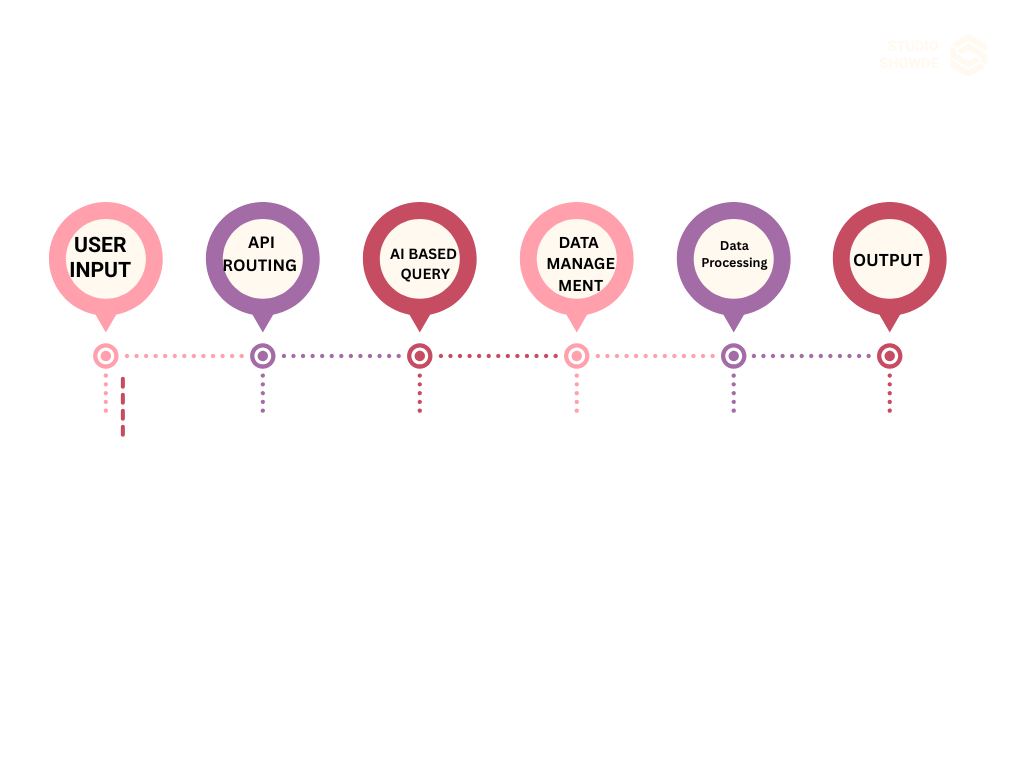 STUDIO
SHOWDE
USER
INPUT
API
ROUTING
AI BASED
QUERY
DATA
MANAGE
MENT
Data
Processing
OUTPUT